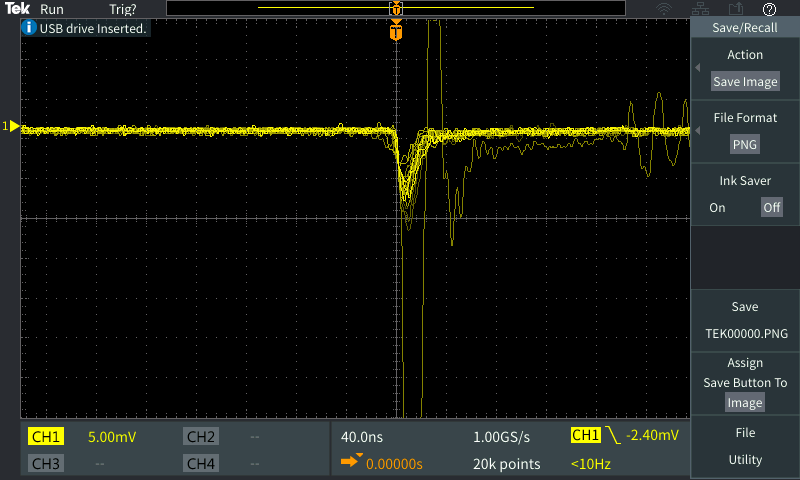 Tek Run Trig?
T
USB drive Inserted.
T
1
Save/Recall
Action
Save Image
File Format
PNG
Ink Saver
On Off
Save
TEK00000.PNG
Assign
Save Button To
Image
File
Utility
CH1 5.00mV CH2 --
CH3 -- CH4 --
40.0ns 1.00GS/s CH1 -2.40mV
0.00000s 20k points <10Hz